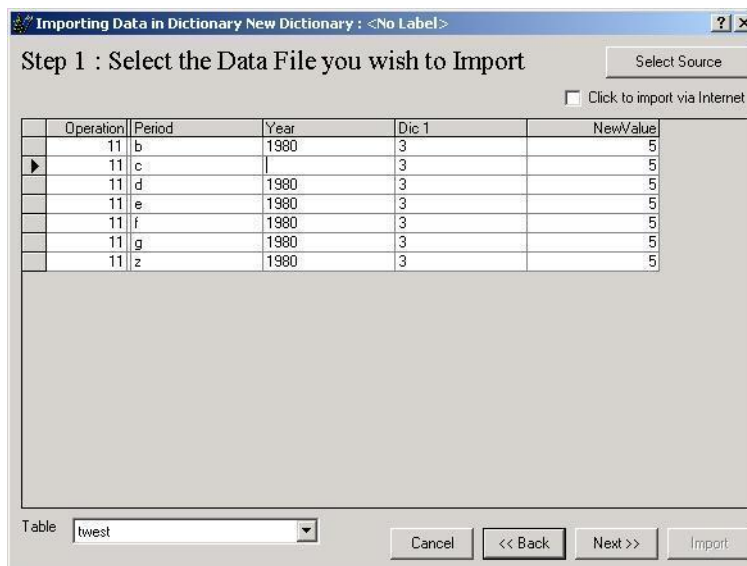 Importing Data in Dictionary New Dictionary : <No Label>
Step 1 : Select the Data File you wish to Import
Select Source
Click to import via Internet
Operation Period Year Dic 1 NewValue
11 b 1980 3 5
11 c 3 5
11 d 1980 3 5
11 e 1980 3 5
11 f 1980 3 5
11 g 1980 3 5
11 z 1980 3 5
Table twest
Cancel << Back Next >> Import